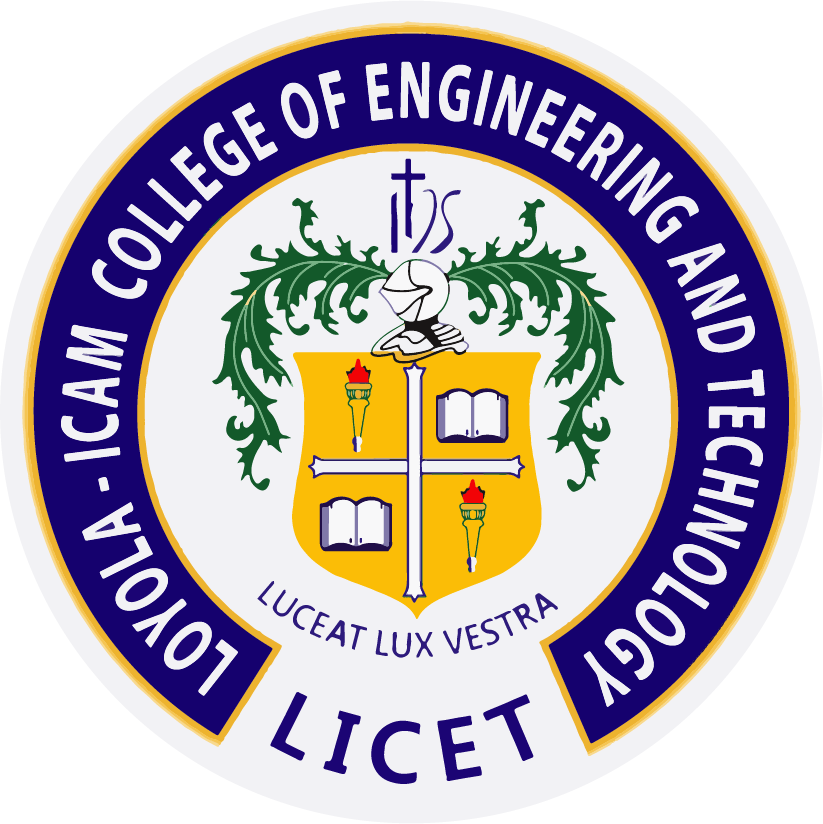 LOYOLA - ICAM COLLEGE OF ENGINEERING AND TECHNOLOGY
IHS
LUCEAT LUX VESTRA
LICET